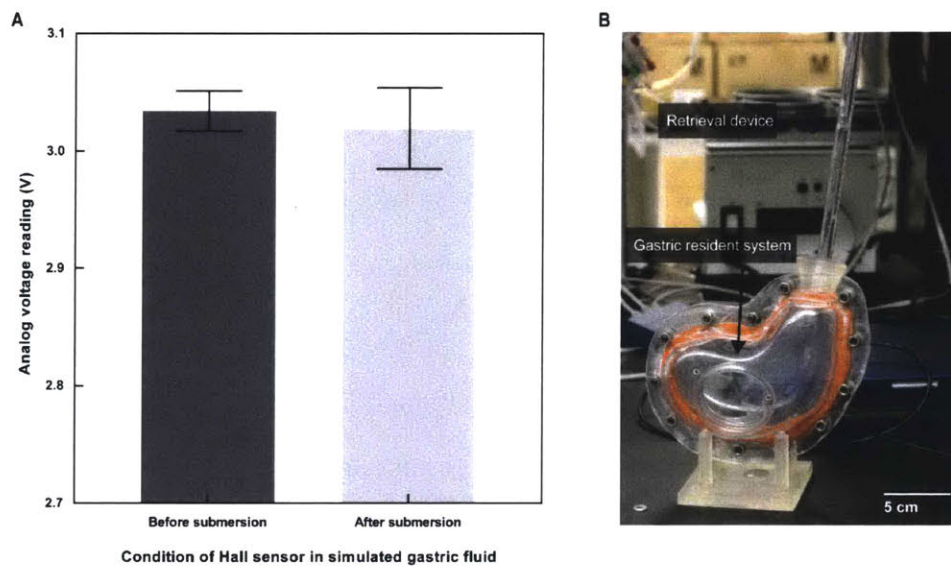 A
3.1
3.0
2.9
2.8
2.7
Analog voltage reading (V)
Before submersion
After submersion
Condition of Hall sensor in simulated gastric fluid
B
M
M
Retrieval device
Gastric resident system
5 cm